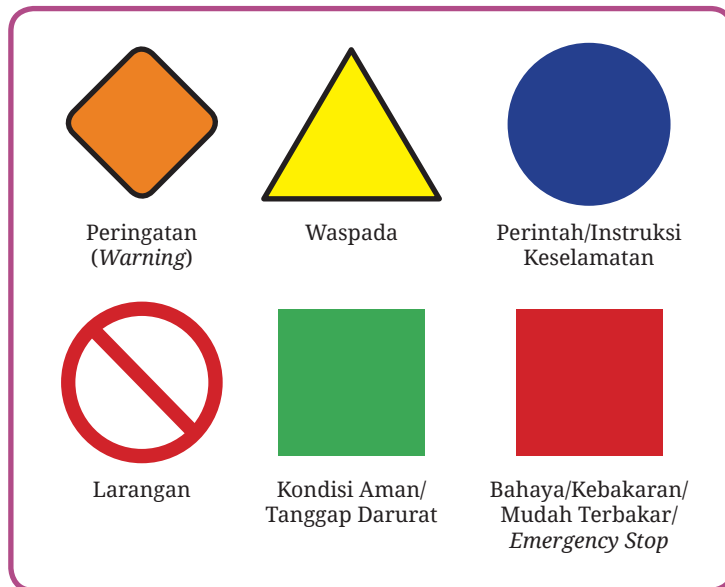 Peringatan
(Warning)
Waspada
Perintah/Instruksi
Keselamatan
Larangan
Kondisi Aman/
Tanggap Darurat
Bahaya/Kebakaran/
Mudah Terbakar/
Emergency Stop